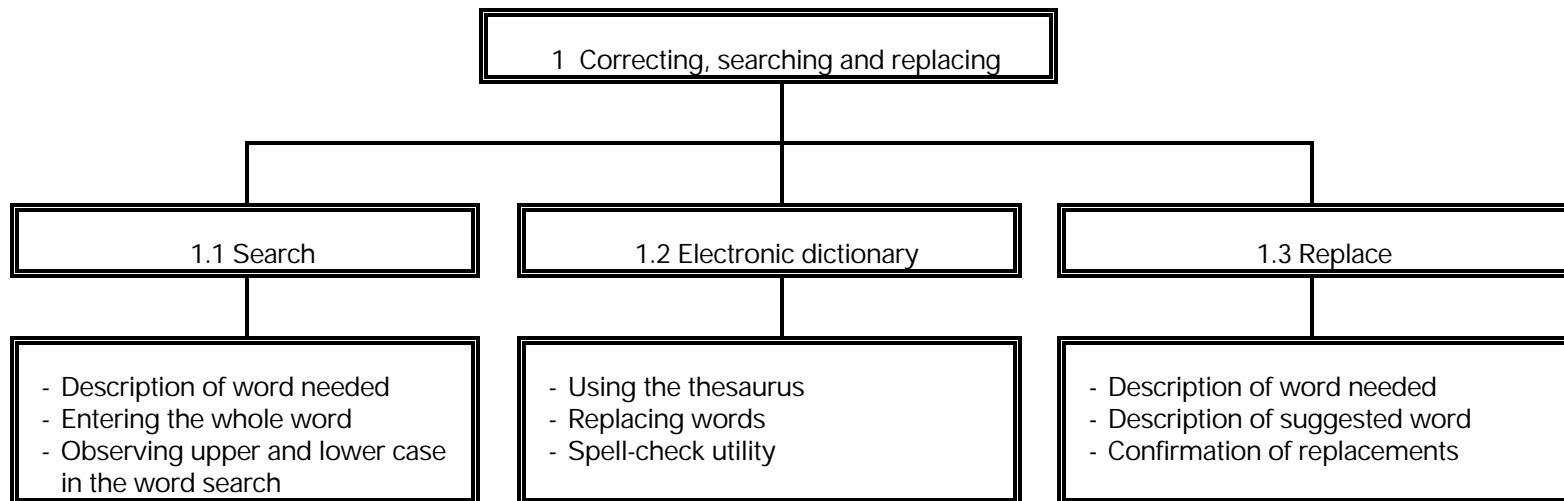 1 Correcting, searching and replacing
1.1 Search
1.2 Electronic dictionary
1.3 Replace
- Description of word needed
- Entering the whole word
- Observing upper and lower case
in the word search
- Using the thesaurus
- Replacing words
- Spell-check utility
- Description of word needed
- Description of suggested word
- Confirmation of replacements